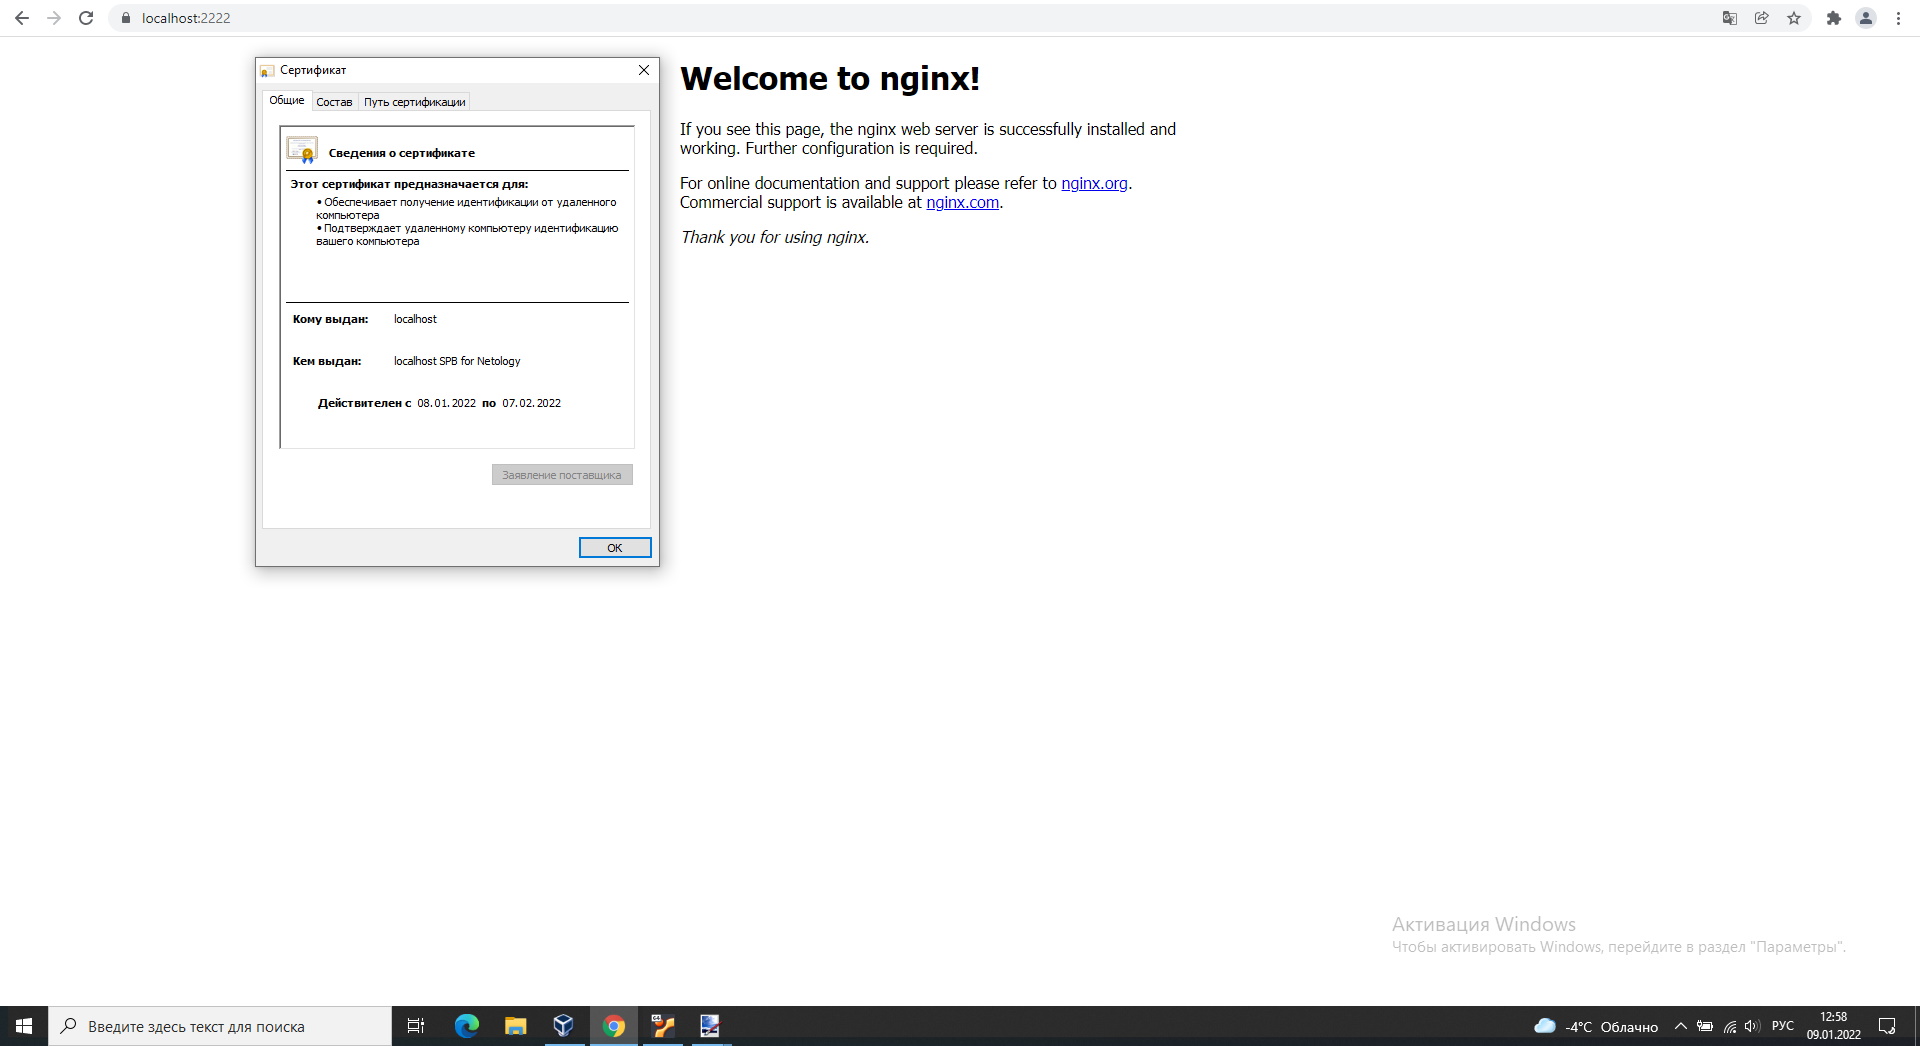 localhost:2222
Сертификат
Общие
Состав
Путь сертификации
Сведения о сертификате
Этот сертификат предназначается для:
• Обеспечивает получение идентификации от удаленного
компьютера
• Подтверждает удаленному компьютеру идентификацию
вашего компьютера
Кому выдан: localhost
Кем выдан: localhost SPB for Netology
Действителен с 08.01.2022 по 07.02.2022
Заявление поставщика
ОК
Welcome to nginx!
If you see this page, the nginx web server is successfully installed and
working. Further configuration is required.
For online documentation and support please refer to nginx.org.
Commercial support is available at nginx.com.
Thank you for using nginx.
Активация Windows
Чтобы активировать Windows, перейдите в раздел "Параметры".
Введите здесь текст для поиска
64
-4°C Облачно
РУС
12:58
09.01.2022